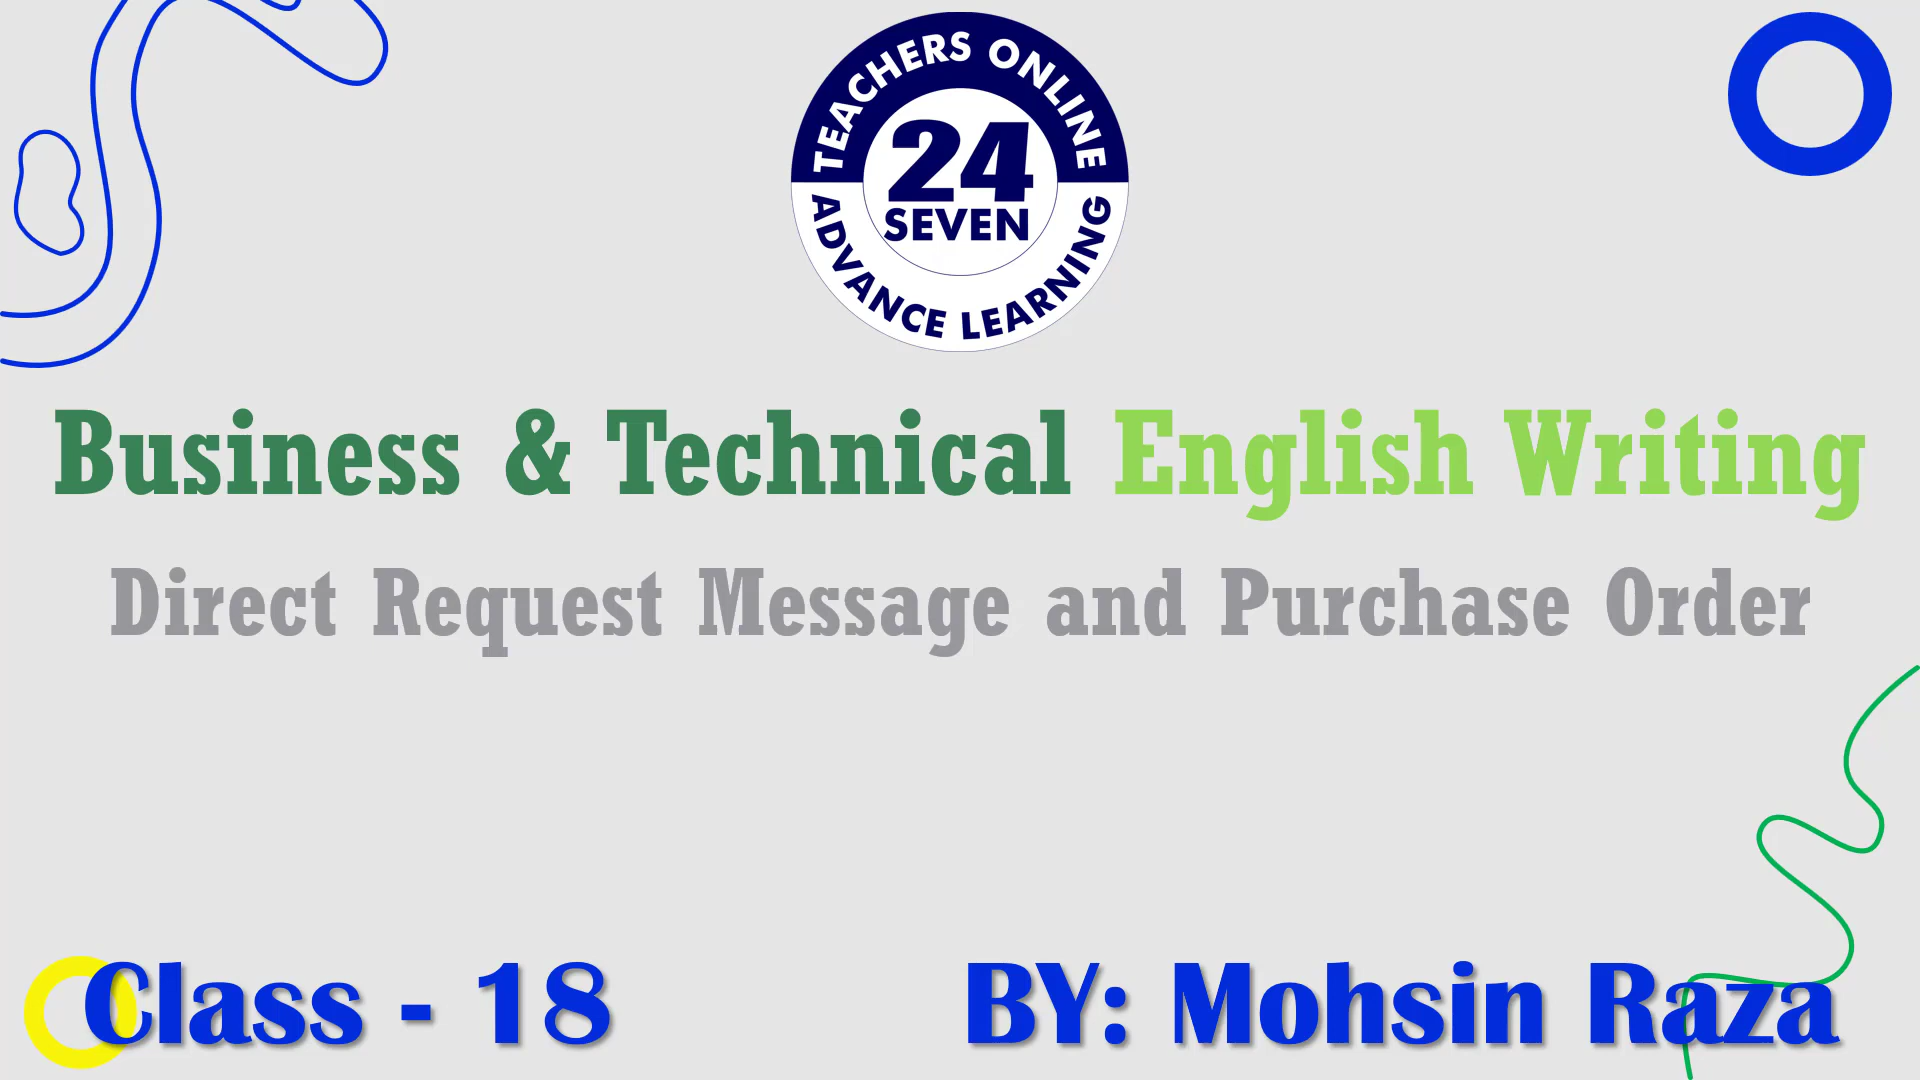 TEACHERS ONLINE
24
SEVEN
ADVANCE LEARNING
Business & Technical English Writing
Direct Request Message and Purchase Order
Class - 18
BY: Mohsin Raza